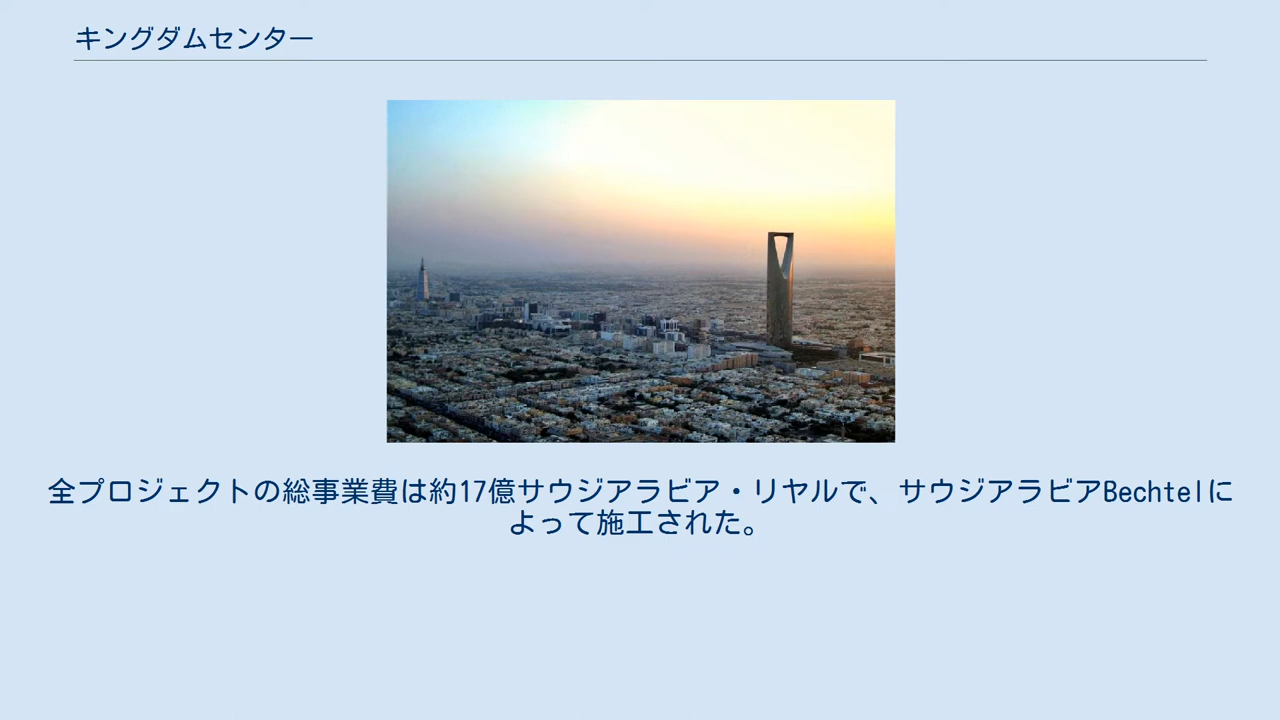 キングダムセンター
全プロジェクトの総事業費は約17億サウジアラビア・リヤルで、サウジアラビアBechtelに
よって施工された。